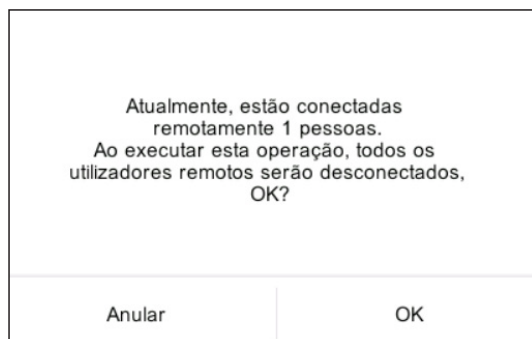 Atualmente, estão conectadas
remotamente 1 pessoas.
Ao executar esta operação, todos os
utilizadores remotos serão desconectados,
OK?
Anular
OK